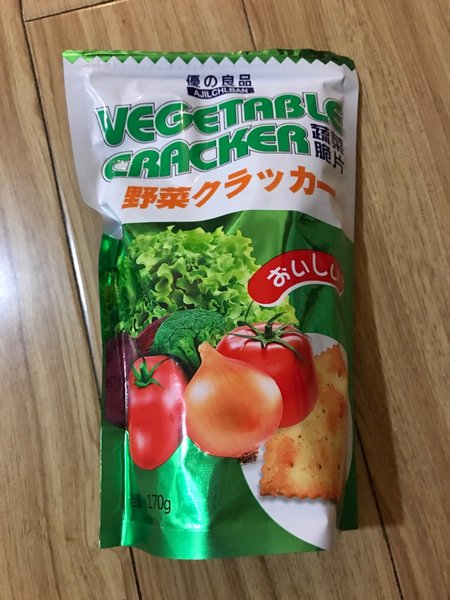 優の良品
AJILCHLBAN
VEGETABLE
CRACKER
蔬菜
脆片
野菜クラッカー
おいしい
170g